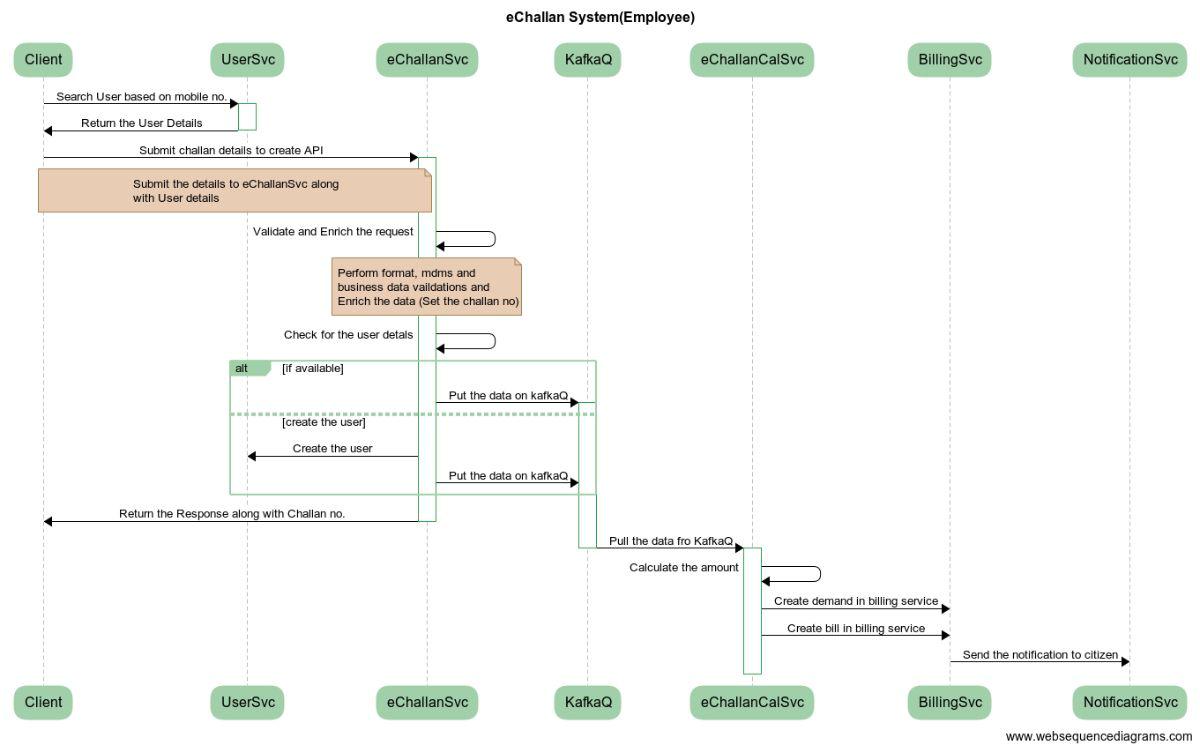 eChallan System(Employee)
Client UserSvc eChallanSvc KafkaQ eChallanCalSvc BillingSvc NotificationSvc
Search User based on mobile no.
Return the User Details
Submit challan details to create API
Submit the details to eChallanSvc along
with User details
Validate and Enrich the request
Perform format, mdms and
business data vaildations and
Enrich the data (Set the challan no)
Check for the user detals
alt [if available]
Put the data on kafkaQ
[create the user]
Create the user
Put the data on kafkaQ
Return the Response along with Challan no.
Pull the data fro KafkaQ
Calculate the amount
Create demand in billing service
Create bill in billing service
Send the notification to citizen
Client UserSvc eChallanSvc KafkaQ eChallanCalSvc BillingSvc NotificationSvc
www.websequencediagrams.com